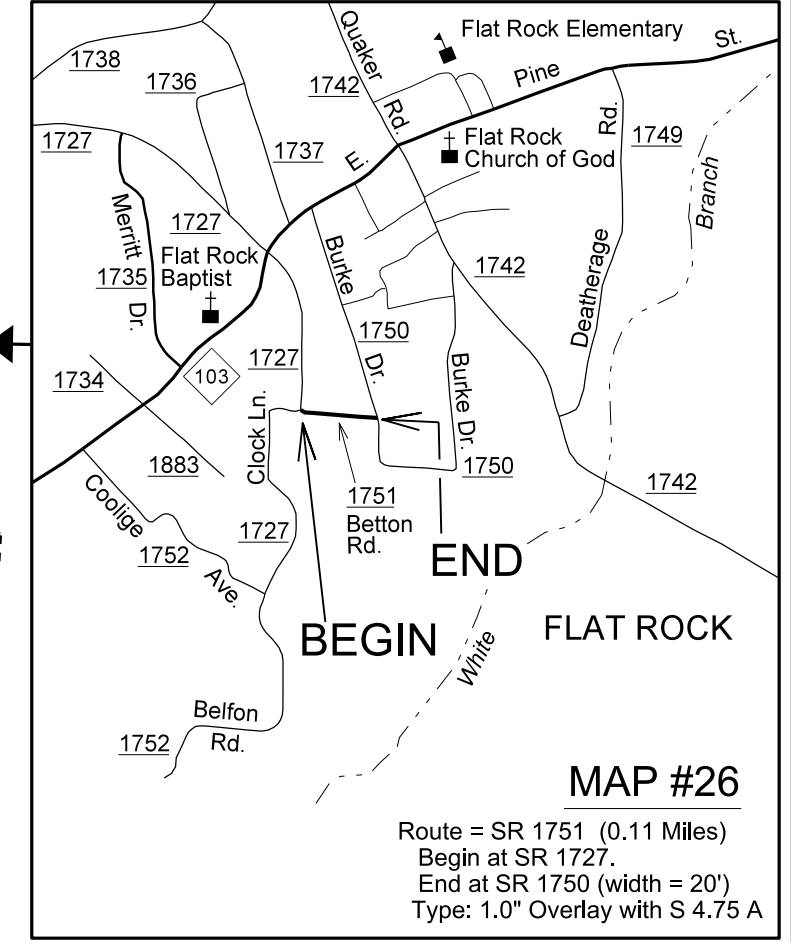 Flat Rock Elementary
St.
Pine
Quaker
Rd.
1738
1736
1742
1727
1737
E.
Flat Rock
Church of God
Rd.
1749
Branch
Merritt
1727
Flat Rock
Baptist
1735
Dr.
Burke
1742
Deatherage
1750
Dr.
1727
103
1734
Burke Dr.
Clock Ln.
1883
1750
1751
Betton
Rd.
1742
Coolige
1752
Ave.
1727
END
BEGIN
FLAT ROCK
White
Belfon
Rd.
1752
MAP #26
Route = SR 1751 (0.11 Miles)
Begin at SR 1727.
End at SR 1750 (width = 20')
Type: 1.0" Overlay with S 4.75 A